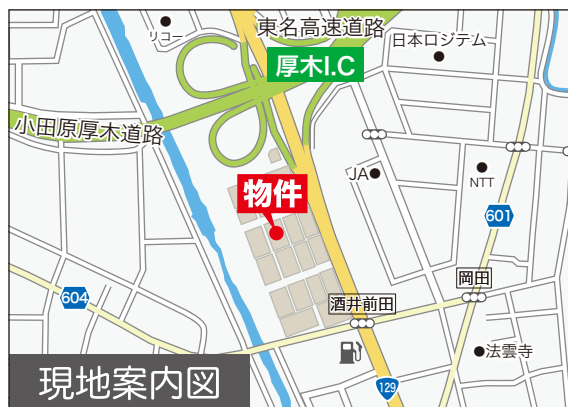 リコー
東名高速道路
日本ロジテム
厚木I.C
小田原厚木道路
JA
NTT
物件
601
604
岡田
酒井前田
法雲寺
129
現地案内図